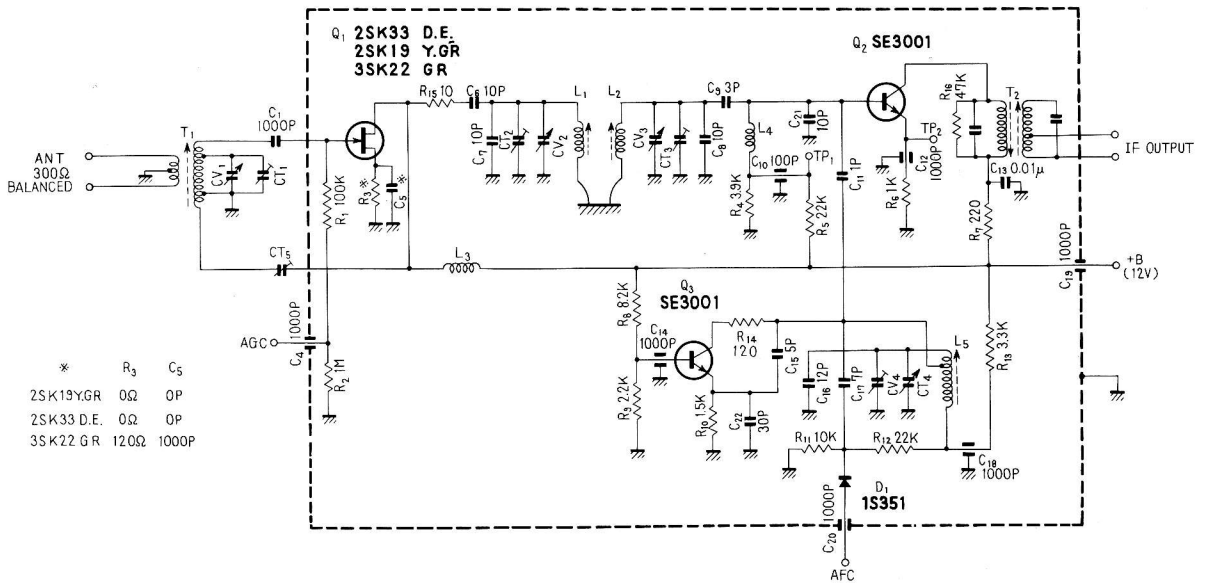 Q1 2SK33 D.E.
2SK19 Y.GR
3SK22 GR
Q2 SE3001
R15 10
C6 10P
L1
L2
C9 3P
R16 47K
T2
C1
1000P
T1
C7 10P
CT2
CV2
CV3
CT3
C8 10P
L4
C21
10P
TP2
C12
1000P
ANT
300Ω
BALANCED
CV1
CT1
C10 100P
TP1
C11 1P
IF OUTPUT
C13 0.01μ
R1 100K
R3 *
C5 *
R4 3.9K
R5 22K
R6 1K
R7 220
CT5
L3
C19 1000P
+B
(12V)
Q3
SE3001
R8 8.2K
C14
1000P
R14
120
C15 5P
L5
R13 3.3K
AGC
C4 1000P
R2 1M
C16 12P
C17 7P
CV4
CT4
* R3 C5
2SK19Y.GR 0Ω 0P
2SK33 D.E. 0Ω 0P
3SK22 GR 120Ω 1000P
R9 2.2K
R10 1.5K
C22
30P
R11 10K
R12 22K
C18
1000P
D1
1S351
C20 1000P
AFC